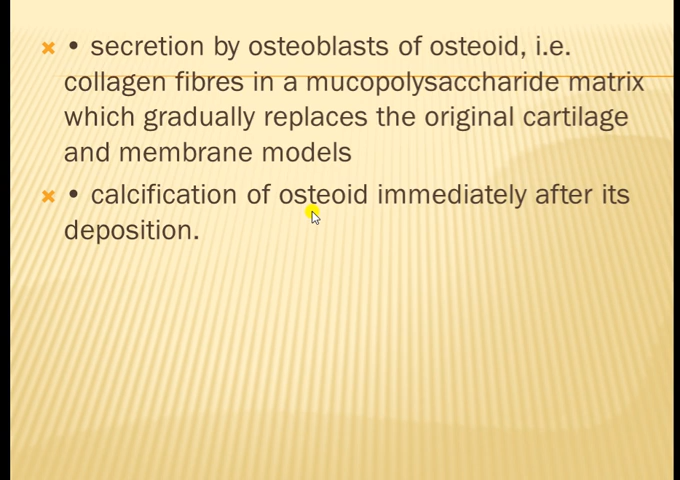 • secretion by osteoblasts of osteoid, i.e.
collagen fibres in a mucopolysaccharide matrix
which gradually replaces the original cartilage
and membrane models
• calcification of osteoid immediately after its
deposition.